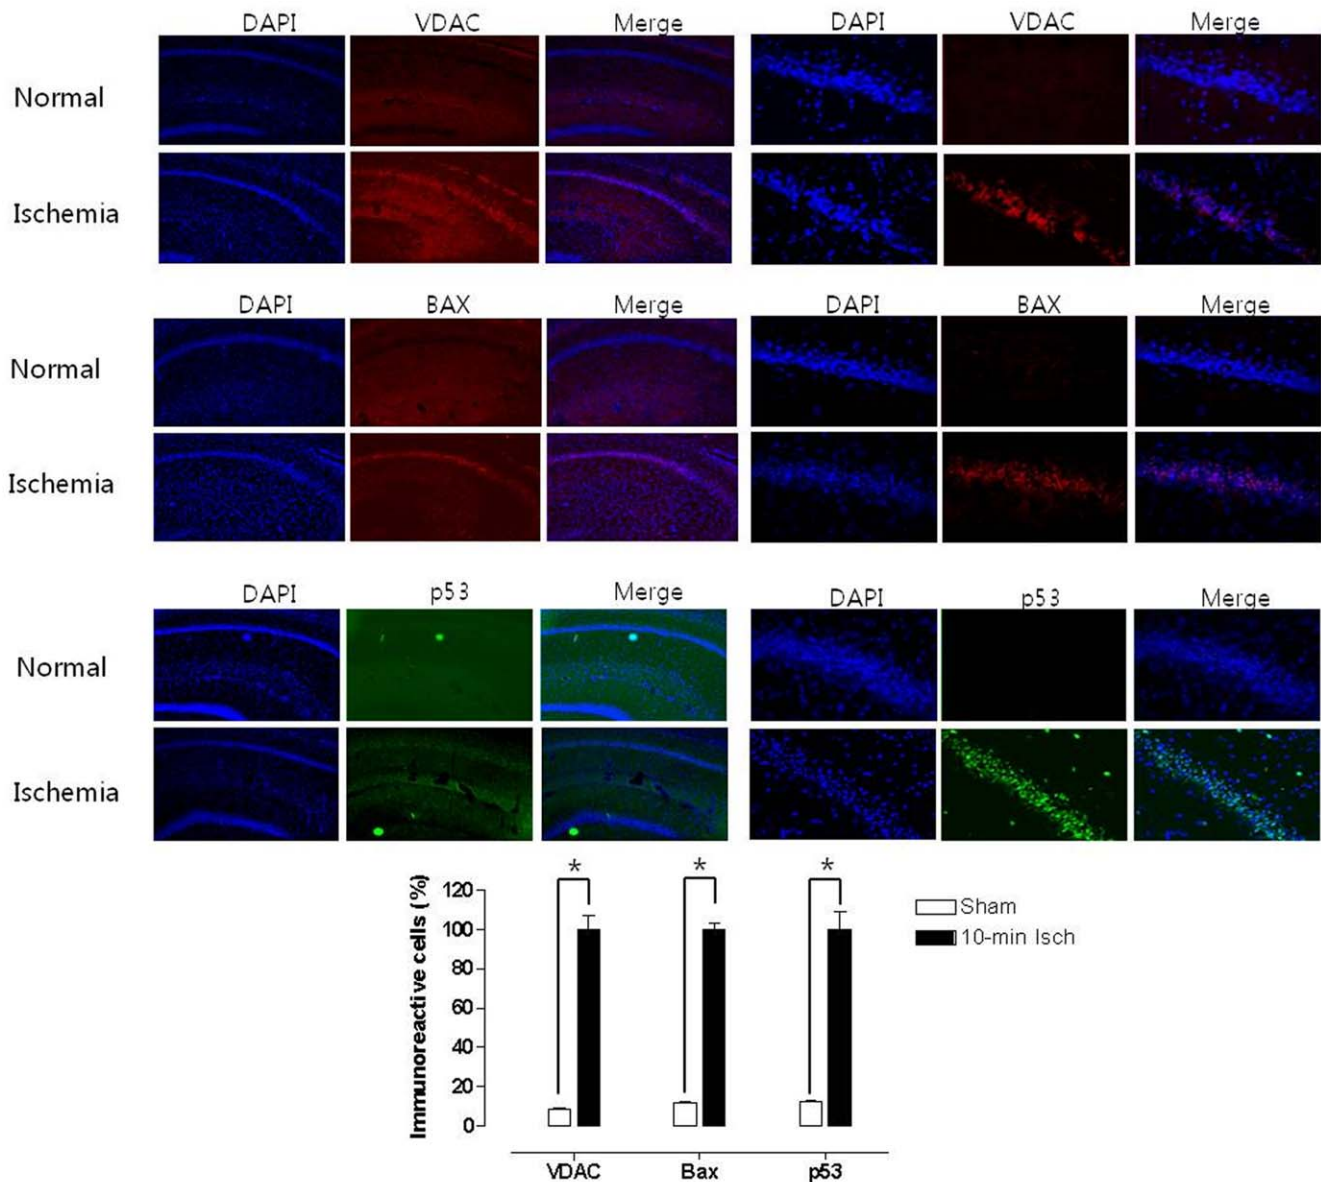 DAPI VDAC Merge DAPI VDAC Merge
Normal
Ischemia
DAPI BAX Merge DAPI BAX Merge
Normal
Ischemia
DAPI p53 Merge DAPI p53 Merge
Normal
Ischemia
* * *
Immunoreactive cells (%)
120
100
80
60
40
20
0
Sham
10-min Isch
VDAC Bax p53